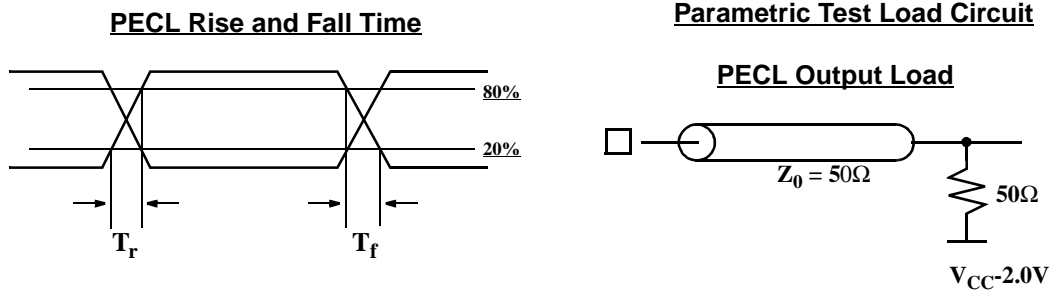 PECL Rise and Fall Time
80%
20%
Tr
Tf
Parametric Test Load Circuit
PECL Output Load
Z0 = 50Ω
50Ω
VCC-2.0V